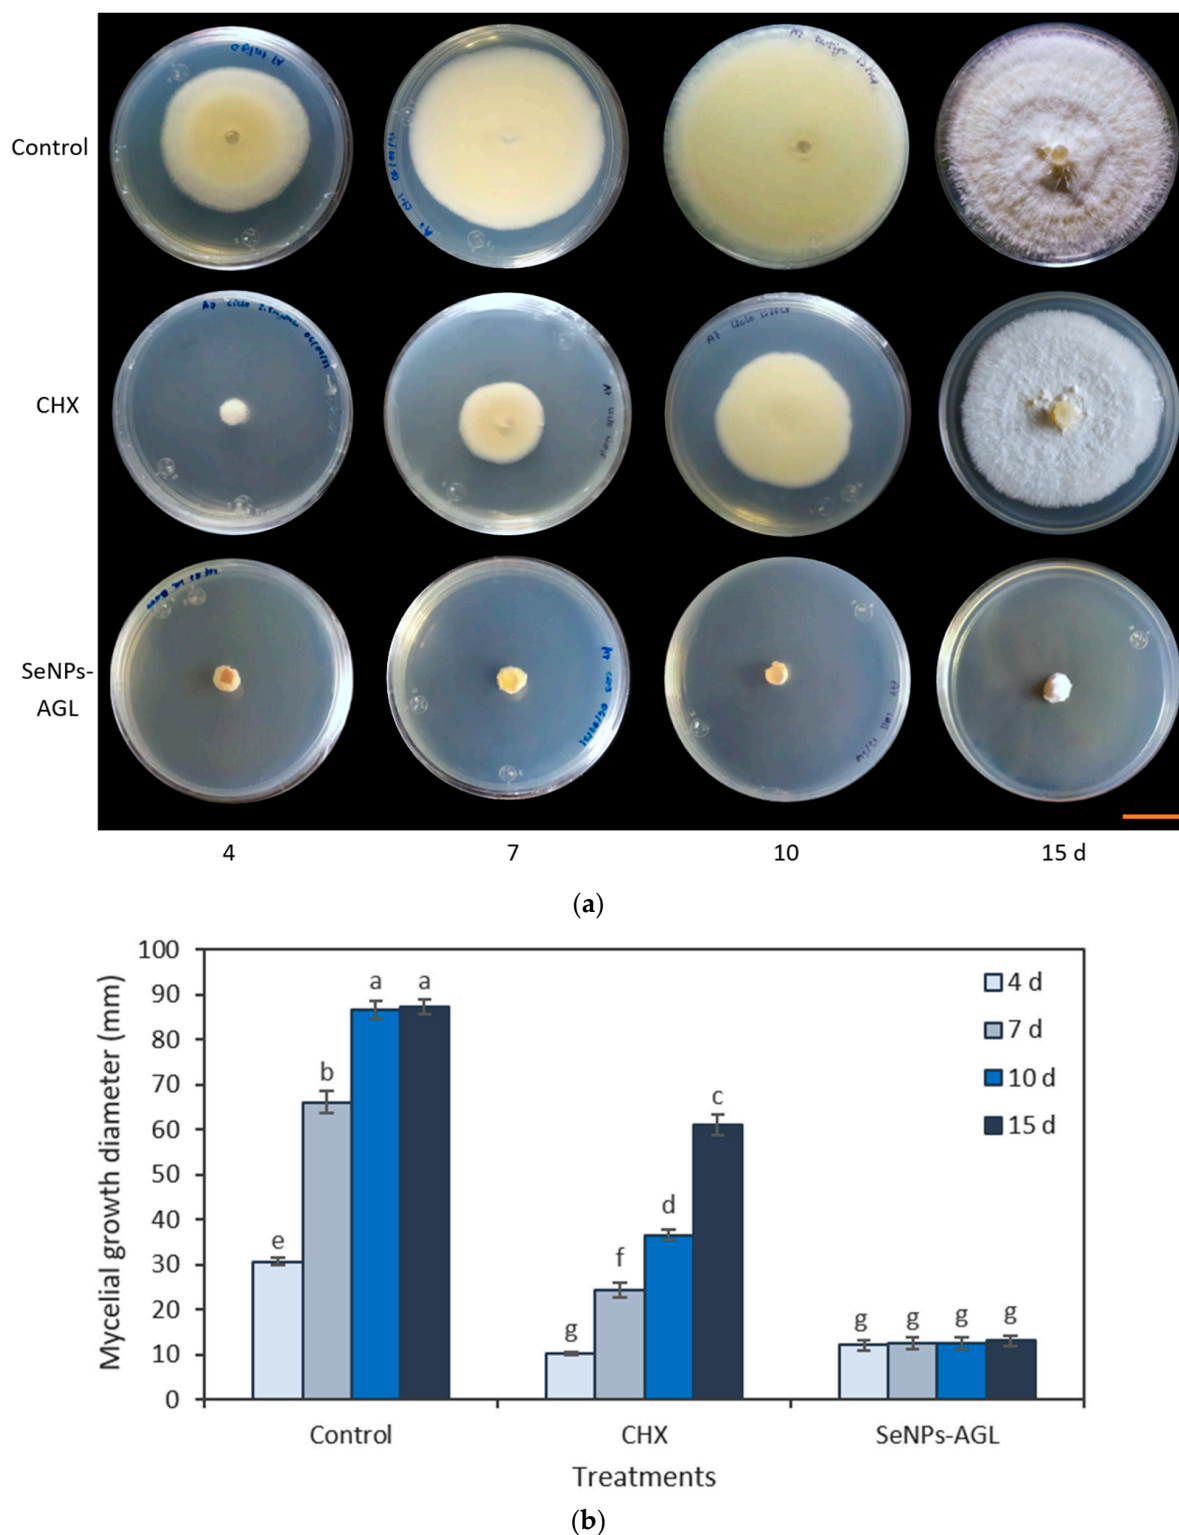 Control
CHX
SeNPs-
AGL
4 7 10 15 d
(a)
Mycelial growth diameter (mm)
100
90
80
70
60
50
40
30
20
10
0
e b a a
g f d c
g g g g
4 d
7 d
10 d
15 d
Control CHX SeNPs-AGL
Treatments
(b)